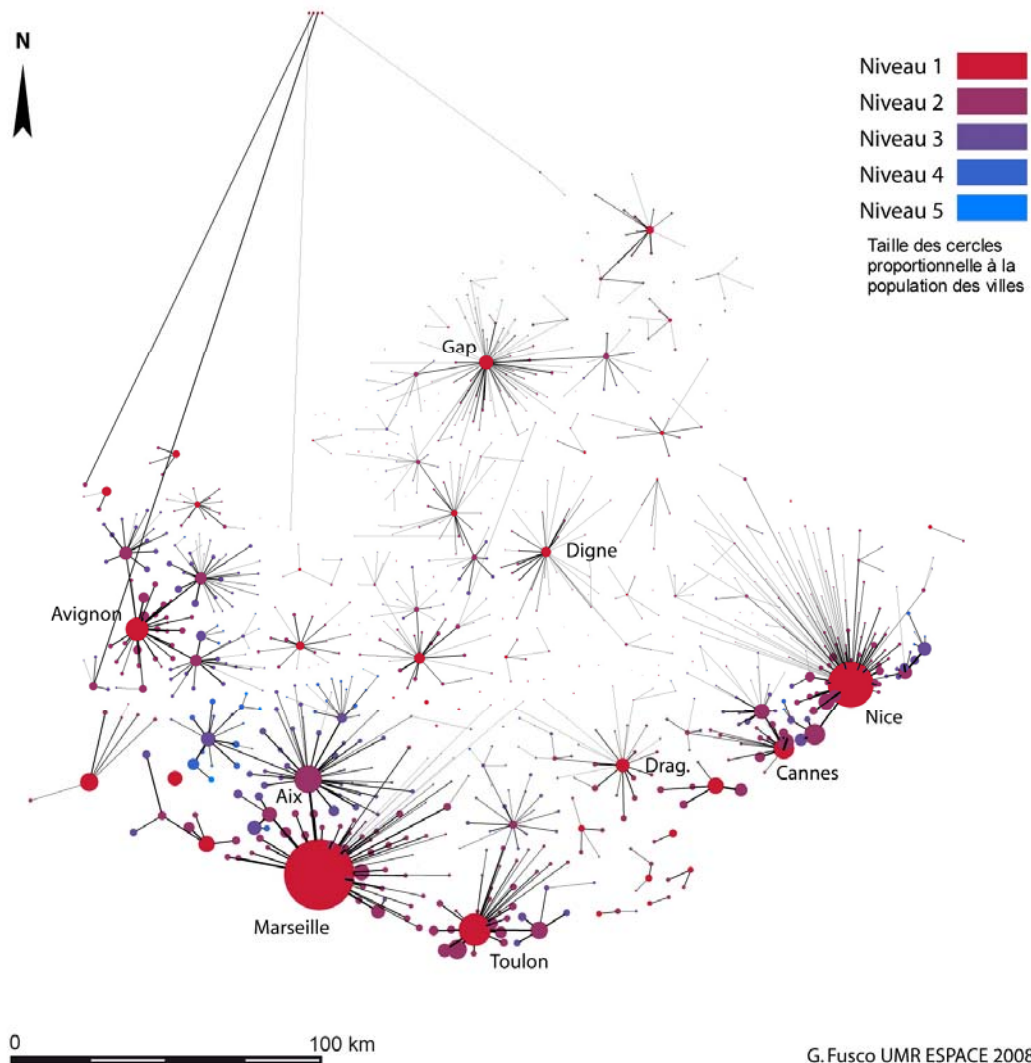 N
Niveau 1
Niveau 2
Niveau 3
Niveau 4
Niveau 5
Taille des cercles
proportionnelle à la
population des villes
Gap
Digne
Avignon
Nice
Drag.
Cannes
Aix
Marseille
Toulon
0
100 km
G. Fusco UMR ESPACE 2008